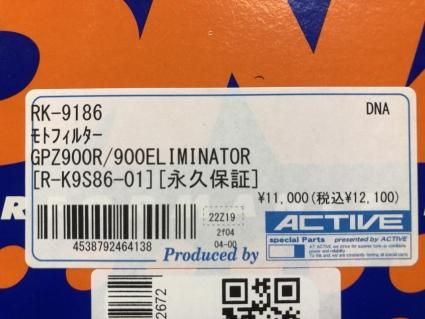 RK-9186
DNA
モトフィルター
GPZ900R/900ELIMINATOR
[R-K9S86-01][永久保証]
¥11,000(税込¥12,100)
22Z19
2f04
04-00
4538792464138
ACTIVE
special Parts presented by ACTIVE
Produced by
2672